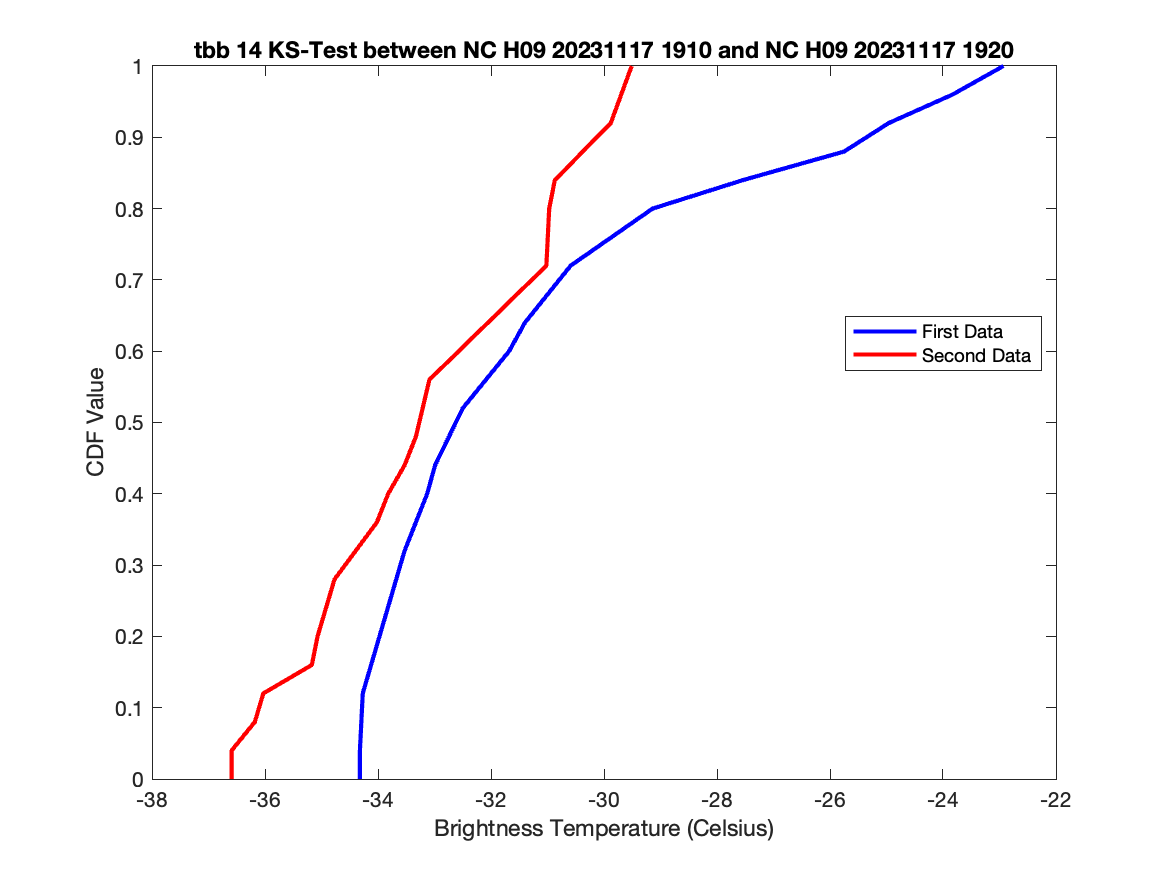 tbb 14 KS-Test between NC H09 20231117 1910 and NC H09 20231117 1920
1
0.9
0.8
0.7
0.6
0.5
0.4
0.3
0.2
0.1
0
CDF Value
First Data
Second Data
-38 -36 -34 -32 -30 -28 -26 -24 -22
Brightness Temperature (Celsius)